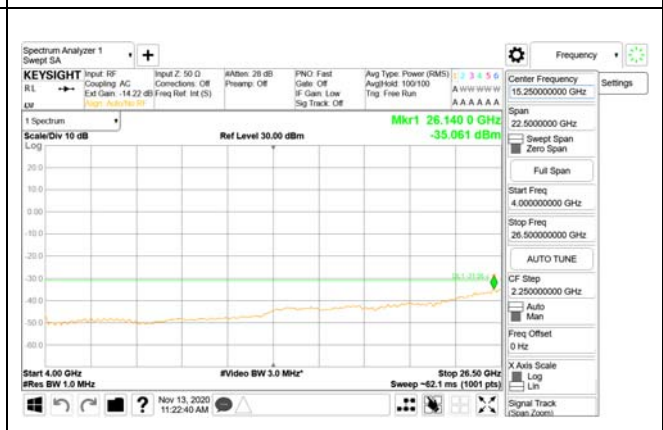 Spectrum Analyzer 1
Swept SA
+
Frequency
KEYSIGHT
RL
Input: RF
Coupling: AC
Ext Gain: -14.22 dB
Align: Auto/No RF
Input Z: 50 Ω
Corrections: Off
Freq Ref: Int (S)
#Atten: 28 dB
Preamp: Off
PNO: Fast
Gate: Off
IF Gain: Low
Sig Track: Off
Avg Type: Power (RMS)
Avg|Hold: 100/100
Trig: Free Run
1 2 3 4 5 6
A W W W W W
A A A A A A
1 Spectrum
Scale/Div 10 dB
Log
Ref Level 30.00 dBm
Mkr1 26.140 0 GHz
-35.061 dBm
20.0
10.0
0.00
-10.0
-20.0
-30.0
-40.0
-50.0
-60.0
Start 4.00 GHz
#Res BW 1.0 MHz
#Video BW 3.0 MHz*
Stop 26.50 GHz
Sweep ~62.1 ms (1001 pts)
?
Nov 13, 2020
11:22:40 AM
Center Frequency
15.250000000 GHz
Settings
Span
22.5000000 GHz
Swept Span
Zero Span
Full Span
Start Freq
4.000000000 GHz
Stop Freq
26.500000000 GHz
AUTO TUNE
CF Step
2.250000000 GHz
Auto
Man
Freq Offset
0 Hz
X Axis Scale
Log
Lin
Signal Track
(Span Zoom)